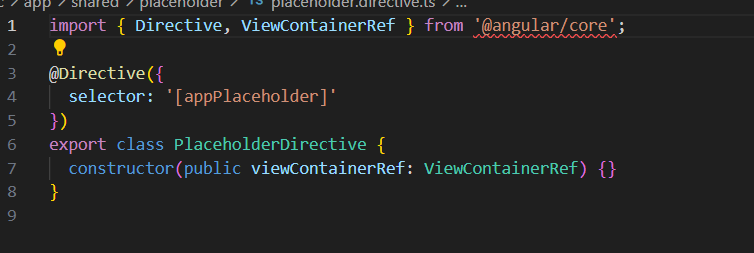 app > shared > placeholder > TS placeholder.directive.ts > ...
1 import { Directive, ViewContainerRef } from '@angular/core';
2
3 @Directive({
4   selector: '[appPlaceholder]'
5 })
6 export class PlaceholderDirective {
7   constructor(public viewContainerRef: ViewContainerRef) {}
8 }
9